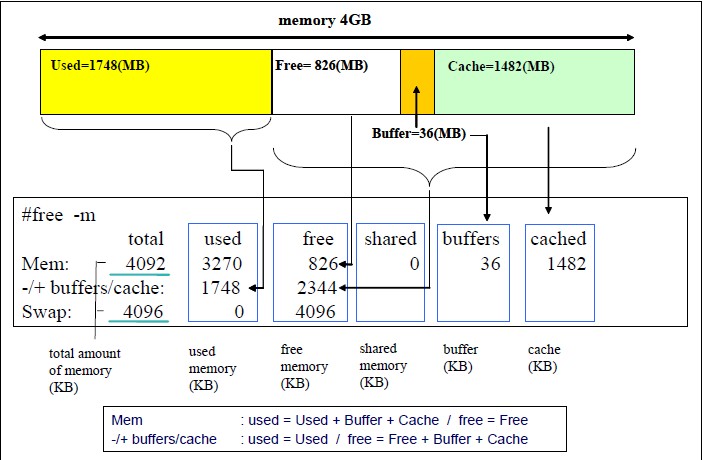 memory 4GB
Used=1748(MB) Free= 826(MB) Cache=1482(MB)
Buffer=36(MB)
#free -m
total used free shared buffers cached
Mem: 4092 3270 826 0 36 1482
-/+ buffers/cache: 1748 2344
Swap: 4096 0 4096
total amount of memory (KB)
used memory (KB)
free memory (KB)
shared memory (KB)
buffer (KB)
cache (KB)
Mem : used = Used + Buffer + Cache / free = Free
-/+ buffers/cache : used = Used / free = Free + Buffer + Cache